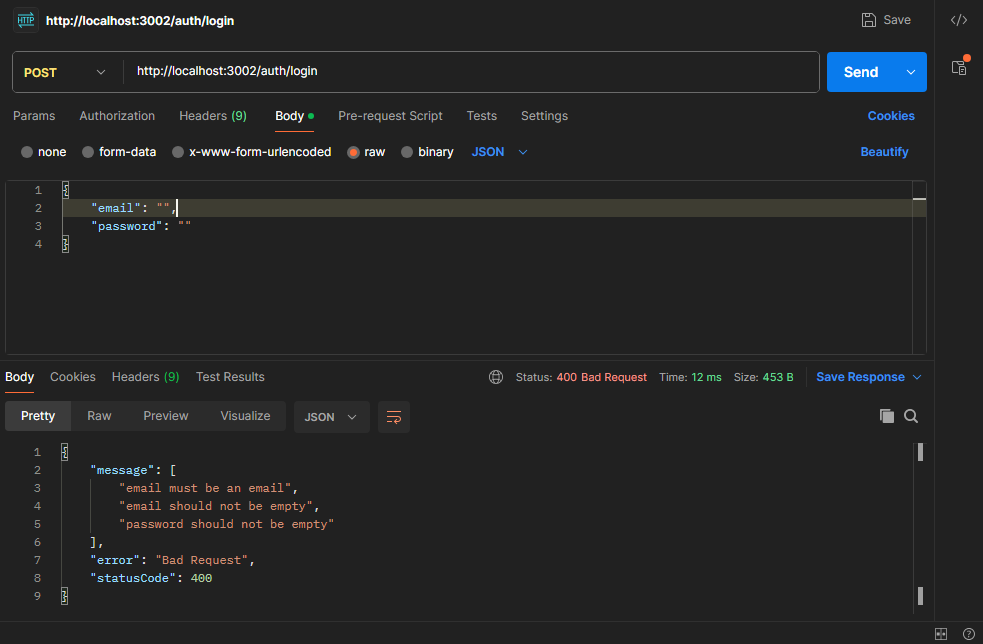 HTTP http://localhost:3002/auth/login Save </>
POST http://localhost:3002/auth/login Send
Params Authorization Headers (9) Body Pre-request Script Tests Settings Cookies
none form-data x-www-form-urlencoded raw binary JSON Beautify
1 {
2 "email": "",
3 "password": ""
4 }
Body Cookies Headers (9) Test Results Status: 400 Bad Request Time: 12 ms Size: 453 B Save Response
Pretty Raw Preview Visualize JSON
1 {
2 "message": [
3 "email must be an email",
4 "email should not be empty",
5 "password should not be empty"
6 ],
7 "error": "Bad Request",
8 "statusCode": 400
9 }